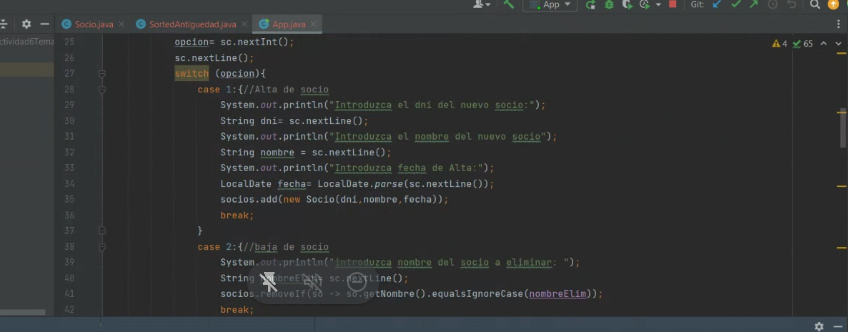 App
Git:
Socio.java
SortedAntiguedad.java
App.java
ctividad6Tema
4
65
25 opcion= sc.nextInt();
26 sc.nextLine();
27 switch (opcion){
28 case 1:{//Alta de socio
29 System.out.println("Introduzca el dni del nuevo socio:");
30 String dni= sc.nextLine();
31 System.out.println("Introduzca el nombre del nuevo socio");
32 String nombre = sc.nextLine();
33 System.out.println("Introduzca fecha de Alta:");
34 LocalDate fecha= LocalDate.parse(sc.nextLine());
35 socios.add(new Socio(dni,nombre,fecha));
36 break;
37 }
38 case 2:{//baja de socio
39 System.out.println("introduzca nombre del socio a eliminar: ");
40 String nombreElim= sc.nextLine();
41 socios.removeIf(so -> so.getNombre().equalsIgnoreCase(nombreElim));
42 break;